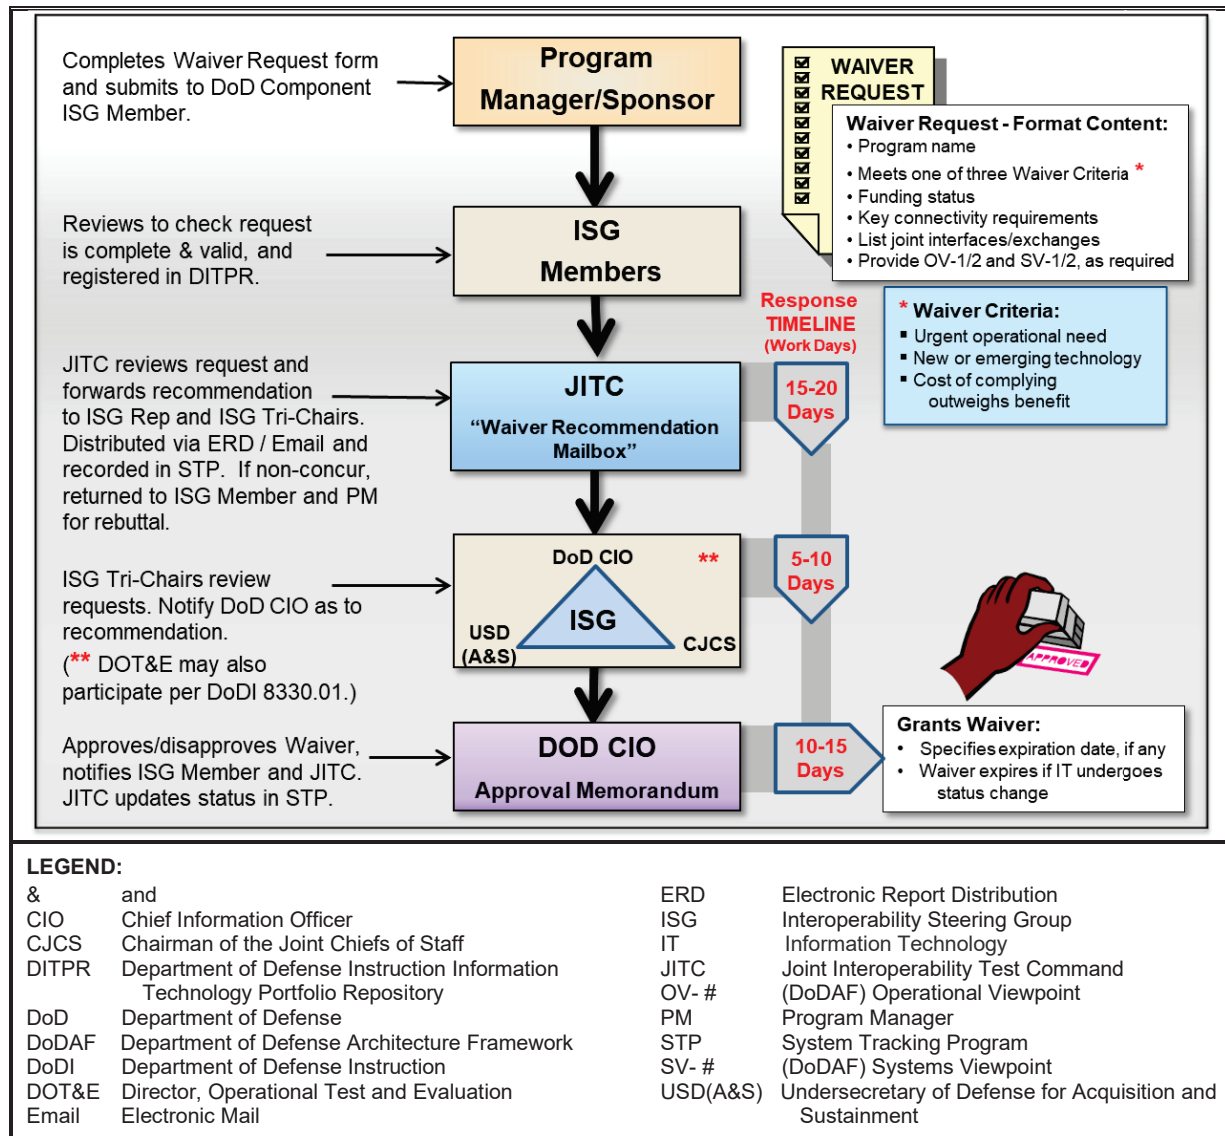 Completes Waiver Request form
and submits to DoD Component
ISG Member.
Program
Manager/Sponsor
WAIVER
REQUEST
Waiver Request - Format Content:
• Program name
• Meets one of three Waiver Criteria *
• Funding status
• Key connectivity requirements
• List joint interfaces/exchanges
• Provide OV-1/2 and SV-1/2, as required
Reviews to check request
is complete & valid, and
registered in DITPR.
ISG
Members
Response
TIMELINE
(Work Days)
* Waiver Criteria:
▪ Urgent operational need
▪ New or emerging technology
▪ Cost of complying
outweighs benefit
JITC reviews request and
forwards recommendation
to ISG Rep and ISG Tri-Chairs.
Distributed via ERD / Email and
recorded in STP.  If non-concur,
returned to ISG Member and PM
for rebuttal.
JITC
“Waiver Recommendation
Mailbox”
15-20
Days
ISG Tri-Chairs review
requests. Notify DoD CIO as to
recommendation.
(** DOT&E may also
participate per DoDI 8330.01.)
DoD CIO **
ISG
USD
(A&S)
CJCS
5-10
Days
APPROVED
Approves/disapproves Waiver,
notifies ISG Member and JITC.
JITC updates status in STP.
DOD CIO
Approval Memorandum
10-15
Days
Grants Waiver:
• Specifies expiration date, if any
• Waiver expires if IT undergoes
status change
LEGEND:
& and
CIO Chief Information Officer
CJCS Chairman of the Joint Chiefs of Staff
DITPR Department of Defense Instruction Information
Technology Portfolio Repository
DoD Department of Defense
DoDAF Department of Defense Architecture Framework
DoDI Department of Defense Instruction
DOT&E Director, Operational Test and Evaluation
Email Electronic Mail
ERD Electronic Report Distribution
ISG Interoperability Steering Group
IT Information Technology
JITC Joint Interoperability Test Command
OV- # (DoDAF) Operational Viewpoint
PM Program Manager
STP System Tracking Program
SV- # (DoDAF) Systems Viewpoint
USD(A&S) Undersecretary of Defense for Acquisition and
Sustainment